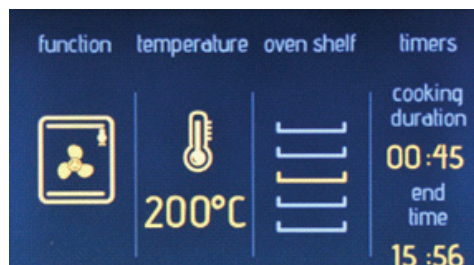 function temperature oven shelf timers
cooking
duration
00:45
200°C
end
time
15:56